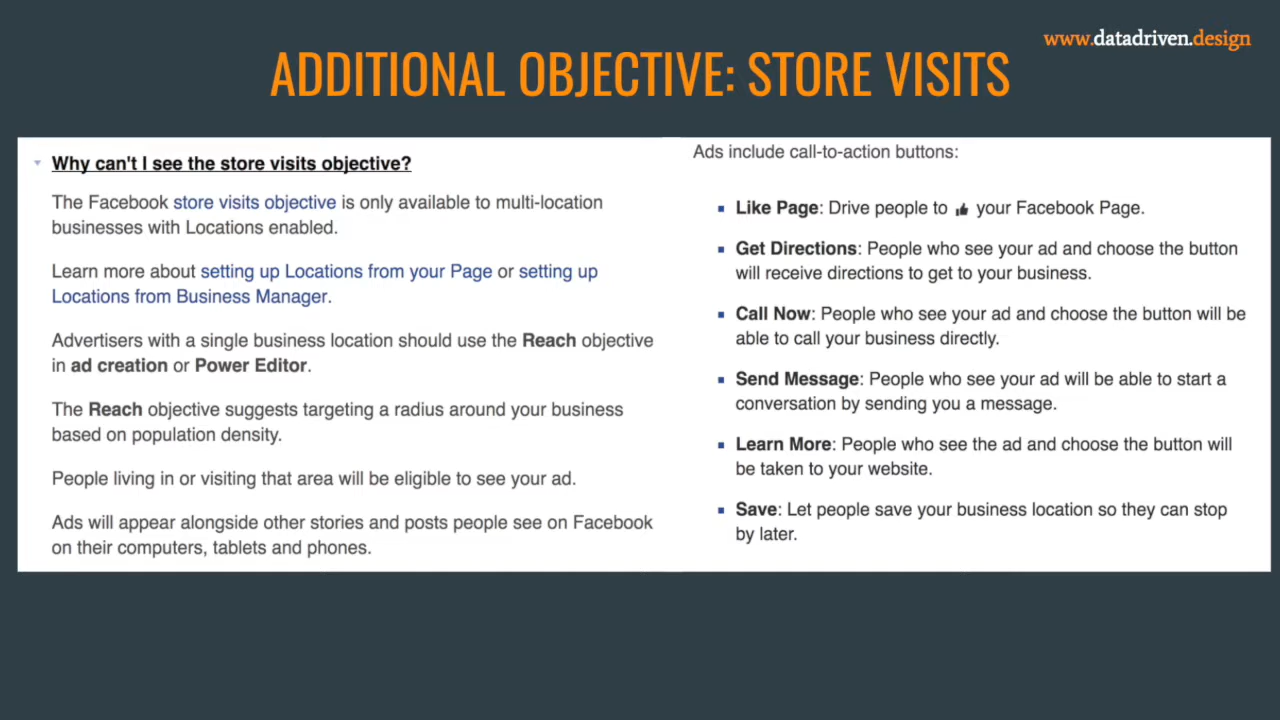 www.datadriven.design
ADDITIONAL OBJECTIVE: STORE VISITS
Why can't I see the store visits objective?
The Facebook store visits objective is only available to multi-location
businesses with Locations enabled.
Learn more about setting up Locations from your Page or setting up
Locations from Business Manager.
Advertisers with a single business location should use the Reach objective
in ad creation or Power Editor.
The Reach objective suggests targeting a radius around your business
based on population density.
People living in or visiting that area will be eligible to see your ad.
Ads will appear alongside other stories and posts people see on Facebook
on their computers, tablets and phones.
Ads include call-to-action buttons:
Like Page: Drive people to your Facebook Page.
Get Directions: People who see your ad and choose the button
will receive directions to get to your business.
Call Now: People who see your ad and choose the button will be
able to call your business directly.
Send Message: People who see your ad will be able to start a
conversation by sending you a message.
Learn More: People who see the ad and choose the button will
be taken to your website.
Save: Let people save your business location so they can stop
by later.